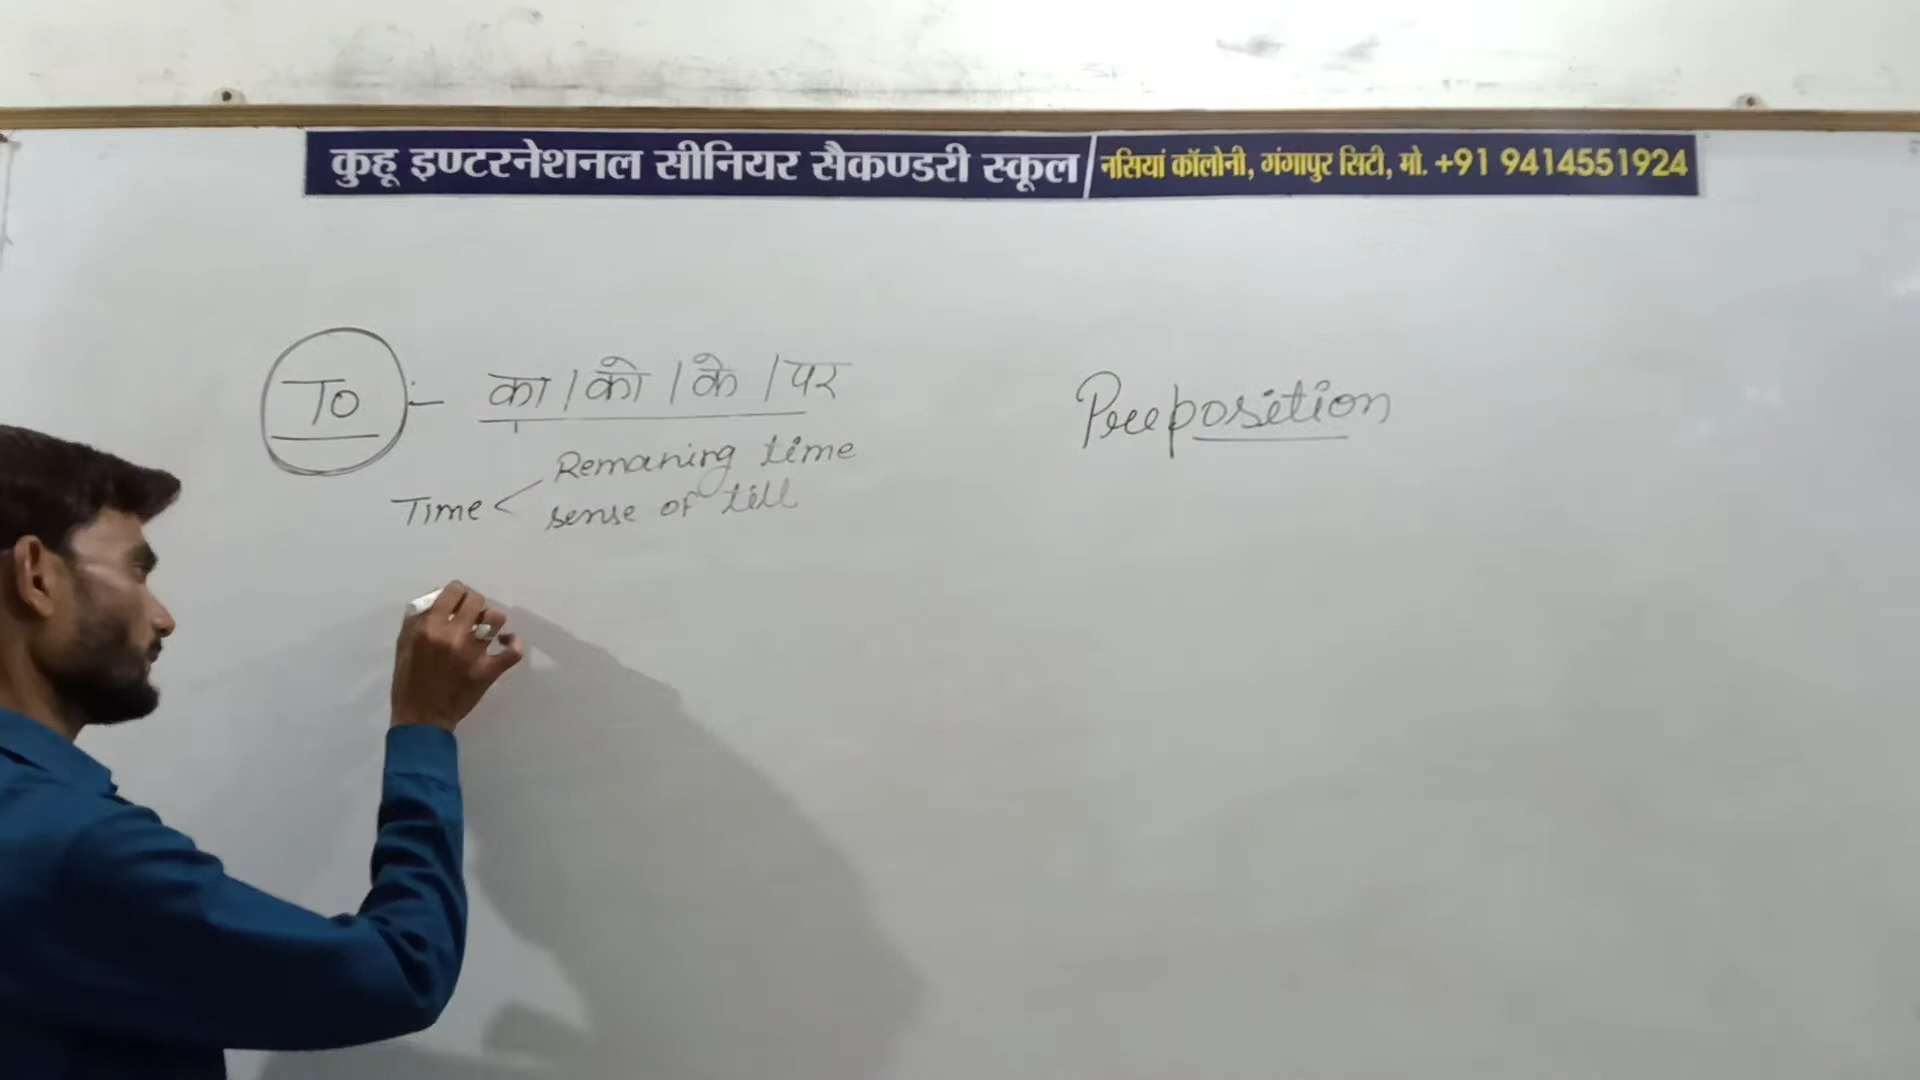 कुहू इण्टरनेशनल सीनियर सैकण्डरी स्कूल/नसियां कॉलोनी, गंगापुर सिटी, मो. +91 9414551924
To :- का/को/के/पर
Preeposition
Remaning time
Time < sense of till